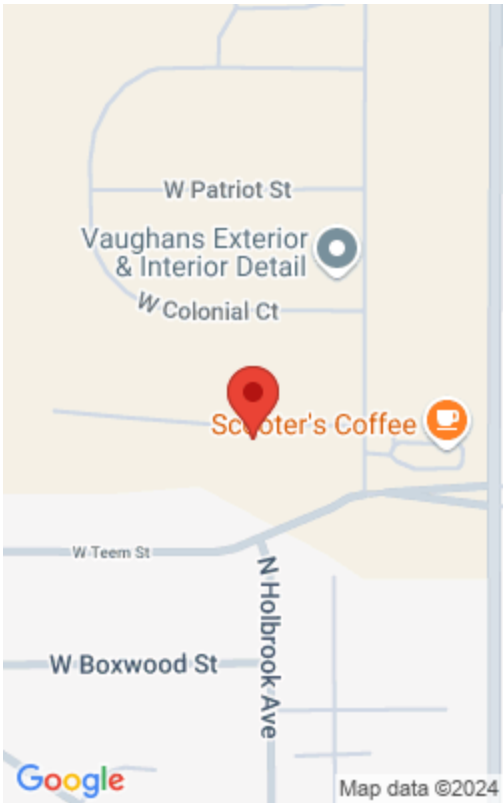 W Patriot St
Vaughans Exterior
& Interior Detail
W Colonial Ct
Scooter's Coffee
W Teem St
N Holbrook Ave
W Boxwood St
Google
Map data ©2024